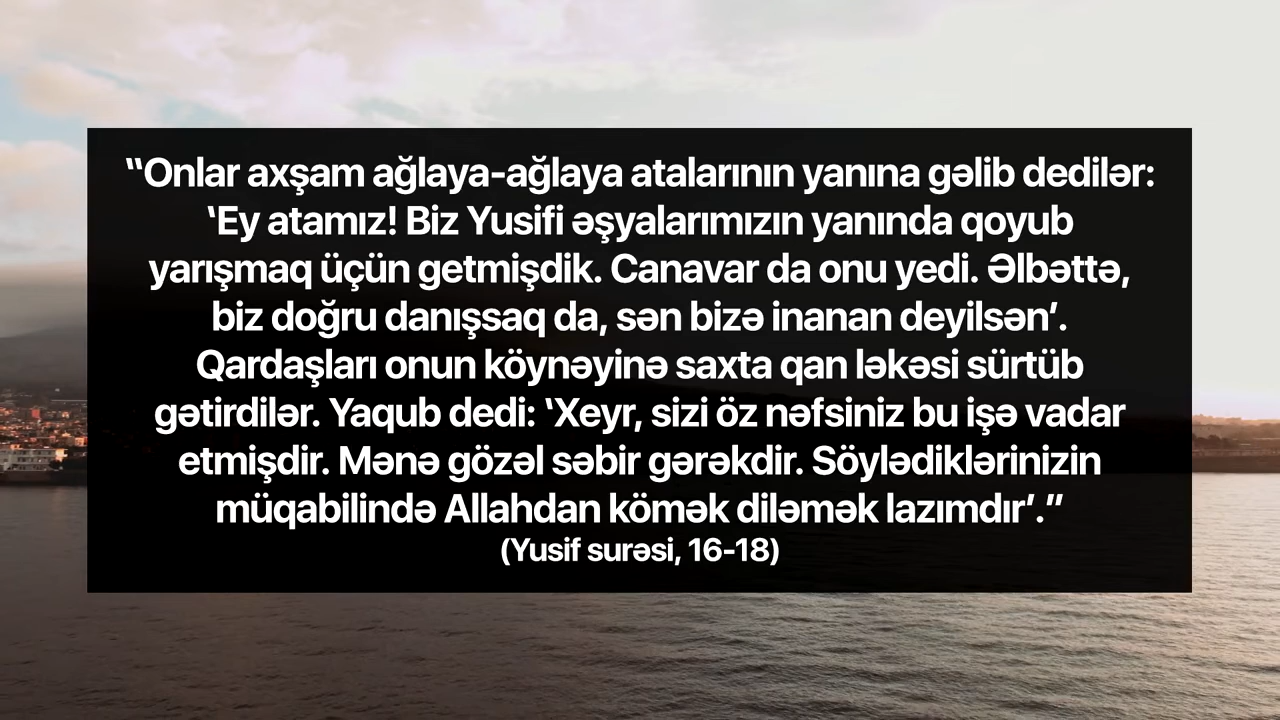 “Onlar axşam ağlaya-ağlaya atalarının yanına gəlib dedilər:
‘Ey atamız! Biz Yusifi əşyalarımızın yanında qoyub
yarışmaq üçün getmişdik. Canavar da onu yedi. Əlbəttə,
biz doğru danışsaq da, sən bizə inanan deyilsən’.
Qardaşları onun köynəyinə saxta qan ləkəsi sürtüb
gətirdilər. Yaqub dedi: ‘Xeyr, sizi öz nəfsiniz bu işə vadar
etmişdir. Mənə gözəl səbir gərəkdir. Söylədiklərinizin
müqabilində Allahdan kömək diləmək lazımdır’.”
(Yusif surəsi, 16-18)